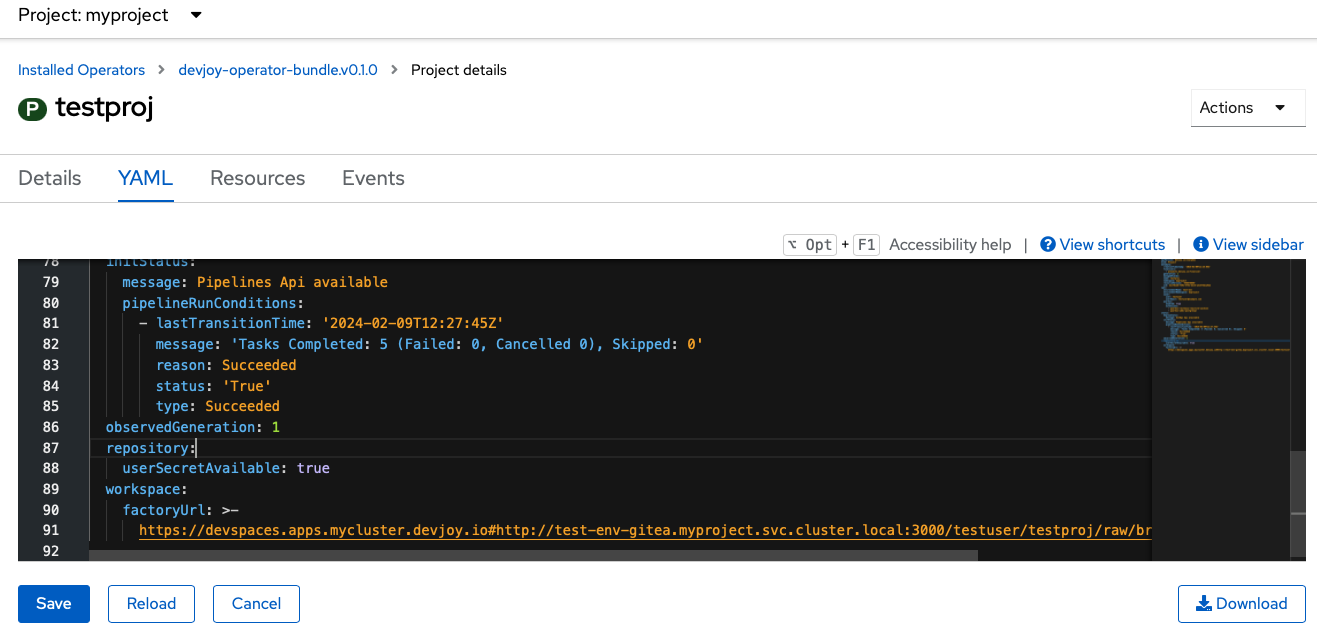 Project: myproject
Installed Operators > devjoy-operator-bundle.v0.1.0 > Project details
P testproj
Actions
Details YAML Resources Events
⌥ Opt + F1 Accessibility help | View shortcuts | View sidebar
78 initStatus:
79 message: Pipelines Api available
80 pipelineRunConditions:
81 - lastTransitionTime: '2024-02-09T12:27:45Z'
82 message: 'Tasks Completed: 5 (Failed: 0, Cancelled 0), Skipped: 0'
83 reason: Succeeded
84 status: 'True'
85 type: Succeeded
86 observedGeneration: 1
87 repository:
88 userSecretAvailable: true
89 workspace:
90 factoryUrl: >-
91 https://devspaces.apps.mycluster.devjoy.io#http://test-env-gitea.myproject.svc.cluster.local:3000/testuser/testproj/raw/br
92
Save Reload Cancel Download